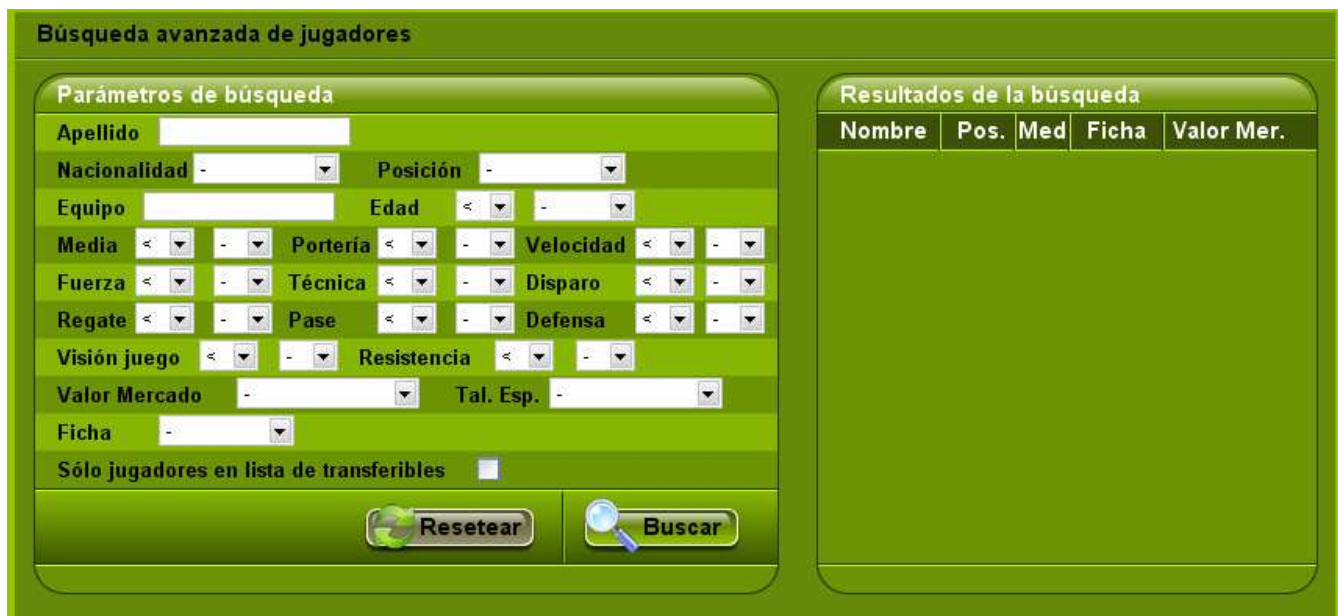 Búsqueda avanzada de jugadores
Parámetros de búsqueda
Apellido
Nacionalidad - Posición -
Equipo Edad < -
Media < - Portería < - Velocidad < -
Fuerza < - Técnica < - Disparo < -
Regate < - Pase < - Defensa < -
Visión juego < - Resistencia < -
Valor Mercado - Tal. Esp. -
Ficha -
Sólo jugadores en lista de transferibles
Resetear Buscar
Resultados de la búsqueda
Nombre Pos. Med Ficha Valor Mer.